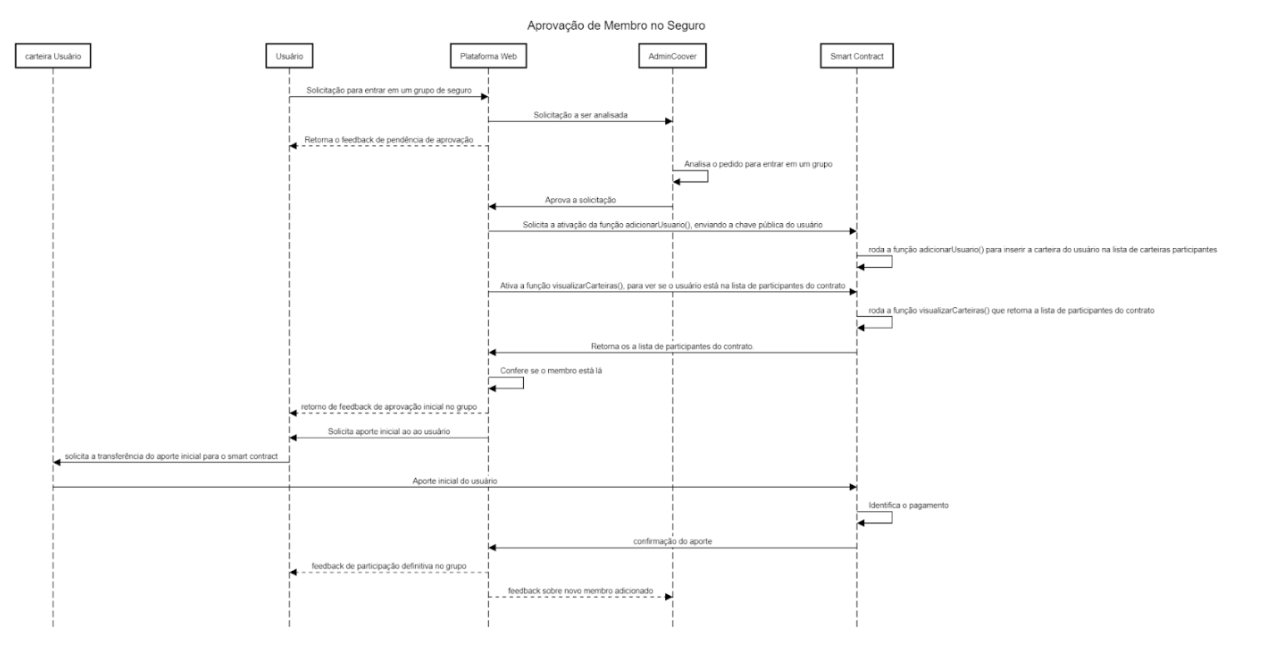 Aprovação de Membro no Seguro
carteira Usuário
Usuário
Plataforma Web
AdminCoover
Smart Contract
Solicitação para entrar em um grupo de seguro
Solicitação a ser analisada
Retorna o feedback de pendência de aprovação
Analisa o pedido para entrar em um grupo
Aprova a solicitação
Solicita a ativação da função adicionarUsuario(), enviando a chave pública do usuário
roda a função adicionarUsuario() para inserir a carteira do usuário na lista de carteiras participantes
Ativa a função visualizarCarteiras(), para ver se o usuário está na lista de participantes do contrato
roda a função visualizarCarteiras() que retorna a lista de participantes do contrato
Retorna os a lista de participantes do contrato.
Confere se o membro está lá
retorno de feedback de aprovação inicial no grupo
Solicita aporte inicial ao ao usuário
solicita a transferência do aporte inicial para o smart contract
Aporte inicial do usuário
Identifica o pagamento
confirmação do aporte
feedback de participação definitiva no grupo
feedback sobre novo membro adicionado